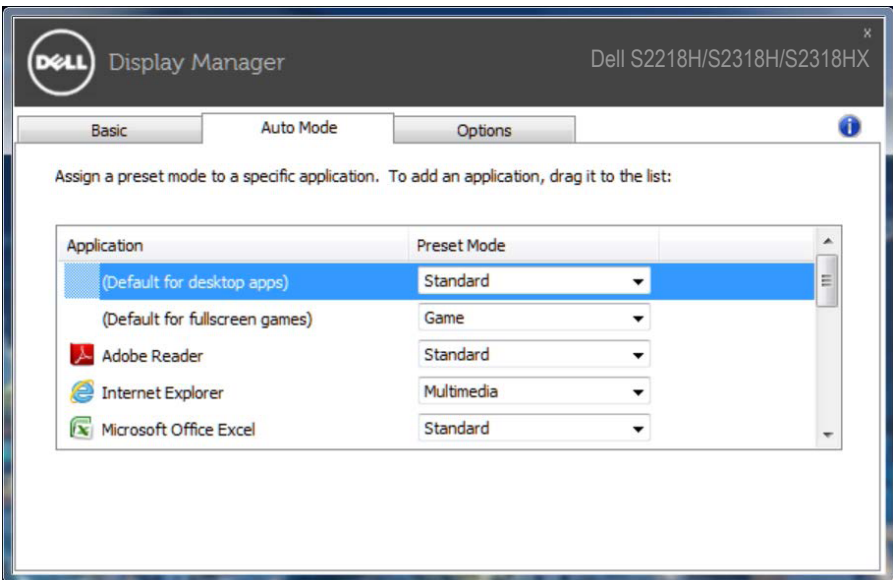 x
DELL Display Manager Dell S2218H/S2318H/S2318HX
Basic Auto Mode Options i
Assign a preset mode to a specific application. To add an application, drag it to the list:
Application Preset Mode
(Default for desktop apps) Standard
(Default for fullscreen games) Game
Adobe Reader Standard
Internet Explorer Multimedia
Microsoft Office Excel Standard